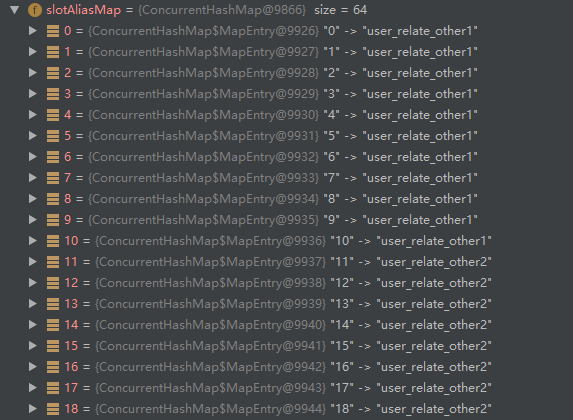 f slotAliasMap = {ConcurrentHashMap@9866} size = 64
0 = {ConcurrentHashMap$MapEntry@9926} "0" -> "user_relate_other1"
1 = {ConcurrentHashMap$MapEntry@9927} "1" -> "user_relate_other1"
2 = {ConcurrentHashMap$MapEntry@9928} "2" -> "user_relate_other1"
3 = {ConcurrentHashMap$MapEntry@9929} "3" -> "user_relate_other1"
4 = {ConcurrentHashMap$MapEntry@9930} "4" -> "user_relate_other1"
5 = {ConcurrentHashMap$MapEntry@9931} "5" -> "user_relate_other1"
6 = {ConcurrentHashMap$MapEntry@9932} "6" -> "user_relate_other1"
7 = {ConcurrentHashMap$MapEntry@9933} "7" -> "user_relate_other1"
8 = {ConcurrentHashMap$MapEntry@9934} "8" -> "user_relate_other1"
9 = {ConcurrentHashMap$MapEntry@9935} "9" -> "user_relate_other1"
10 = {ConcurrentHashMap$MapEntry@9936} "10" -> "user_relate_other1"
11 = {ConcurrentHashMap$MapEntry@9937} "11" -> "user_relate_other2"
12 = {ConcurrentHashMap$MapEntry@9938} "12" -> "user_relate_other2"
13 = {ConcurrentHashMap$MapEntry@9939} "13" -> "user_relate_other2"
14 = {ConcurrentHashMap$MapEntry@9940} "14" -> "user_relate_other2"
15 = {ConcurrentHashMap$MapEntry@9941} "15" -> "user_relate_other2"
16 = {ConcurrentHashMap$MapEntry@9942} "16" -> "user_relate_other2"
17 = {ConcurrentHashMap$MapEntry@9943} "17" -> "user_relate_other2"
18 = {ConcurrentHashMap$MapEntry@9944} "18" -> "user_relate_other2"